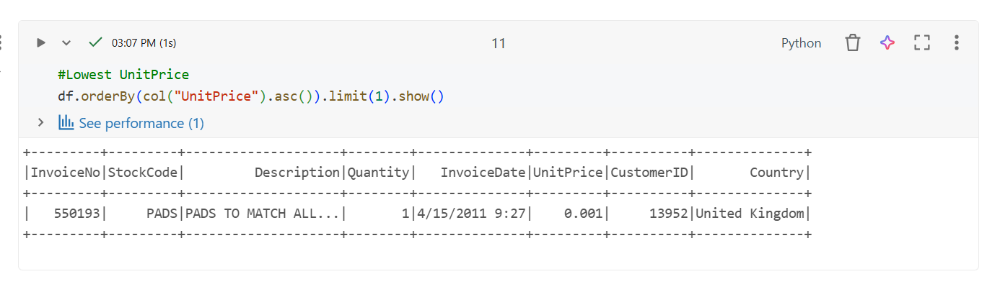 03:07 PM (1s) 11 Python
#Lowest UnitPrice
df.orderBy(col("UnitPrice").asc()).limit(1).show()
See performance (1)
+---------+---------+--------------------+--------+--------------+---------+----------+--------------+
|InvoiceNo|StockCode|         Description|Quantity|   InvoiceDate|UnitPrice|CustomerID|       Country|
+---------+---------+--------------------+--------+--------------+---------+----------+--------------+
|   550193|     PADS|PADS TO MATCH ALL...|       1|4/15/2011 9:27|    0.001|     13952|United Kingdom|
+---------+---------+--------------------+--------+--------------+---------+----------+--------------+